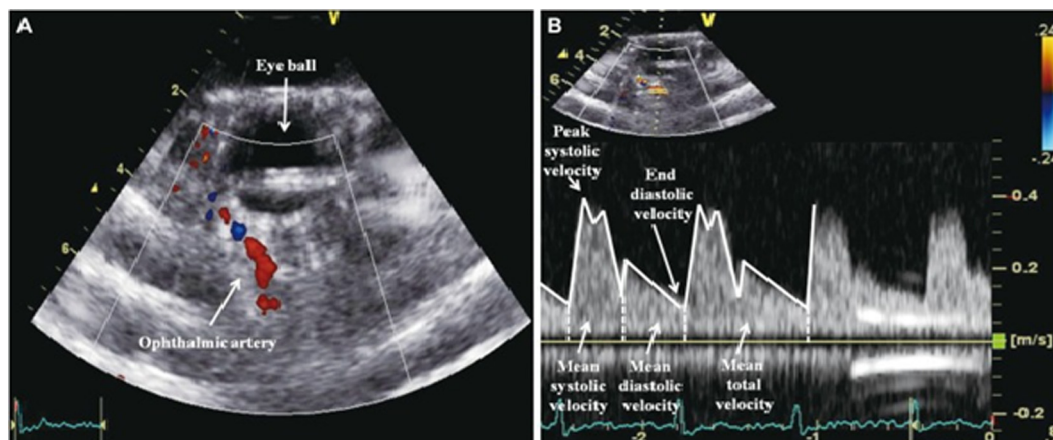 A
V
Eye ball
2
4
6
Ophthalmic artery
B
V
2
4
6
.24
-.2
Peak
systolic
velocity
End
diastolic
velocity
0.4
0.2
[m/s]
Mean
systolic
velocity
Mean
diastolic
velocity
Mean
total
velocity
-0.2
-2
-1
0